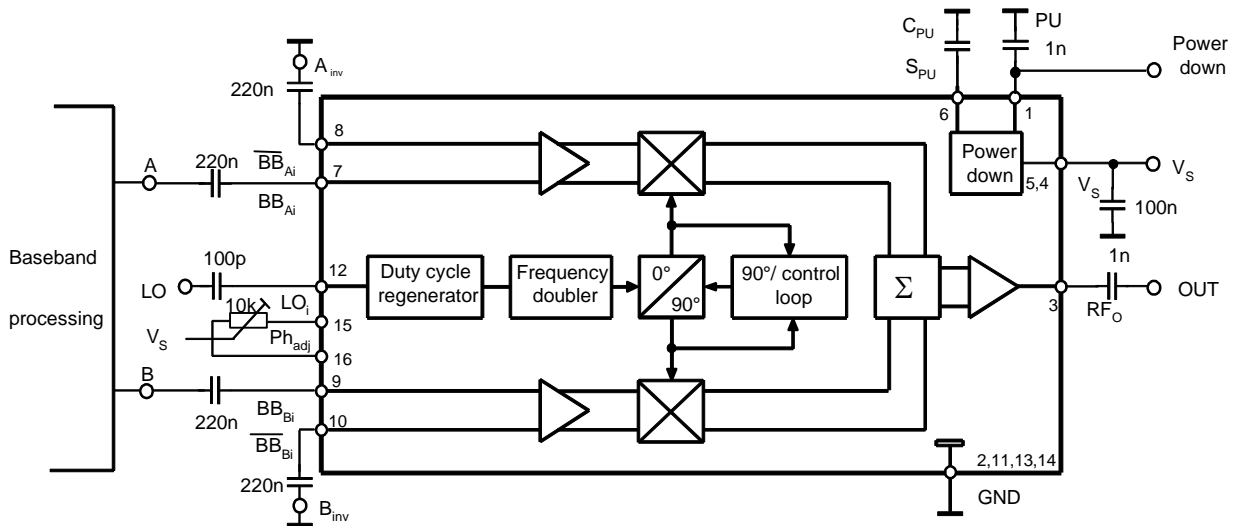 C_PU
PU
1n
Power
down
S_PU
A_inv
220n
6
1
8
220n
A
B̅B̅_Ai
7
BB_Ai
Power
down
5,4
V_S
V_S
100n
Baseband
processing
100p
LO
12
Duty cycle
regenerator
Frequency
doubler
0°
90°
90°/ control
loop
Σ
1n
OUT
3
RF_O
10k
LO_i
15
V_S
Ph_adj
16
B
9
220n
BB_Bi
10
B̅B̅_Bi
220n
B_inv
2,11,13,14
GND